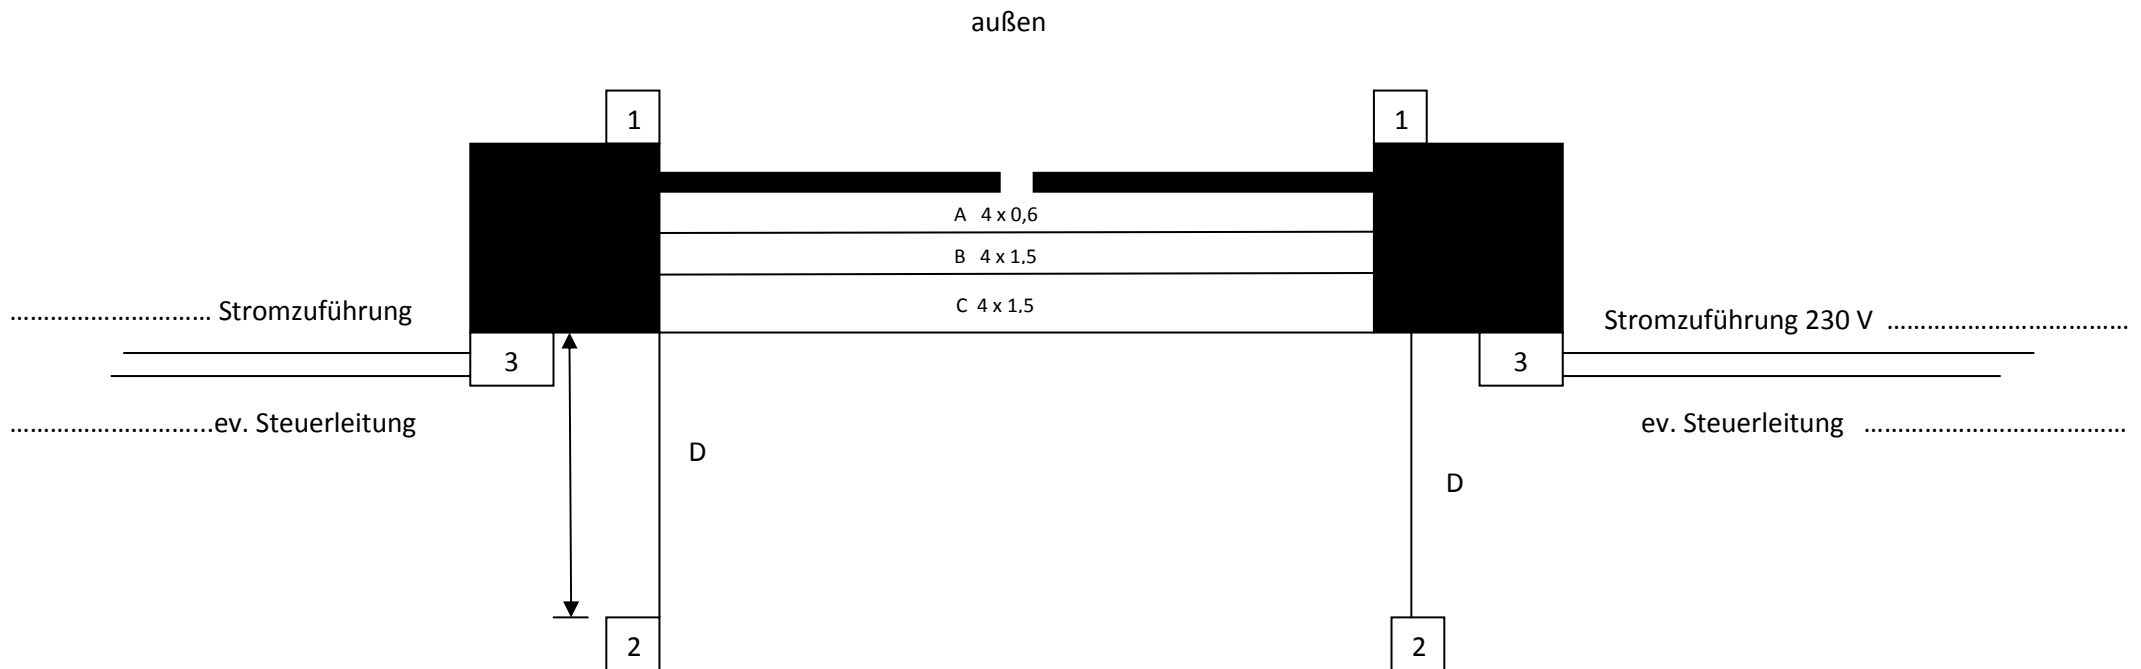 außen
1
1
A 4 x 0,6
B 4 x 1,5
C 4 x 1,5
.............................. Stromzuführung
Stromzuführung 230 V ....................................
3
3
..............................ev. Steuerleitung
ev. Steuerleitung .......................................
D
D
2
2